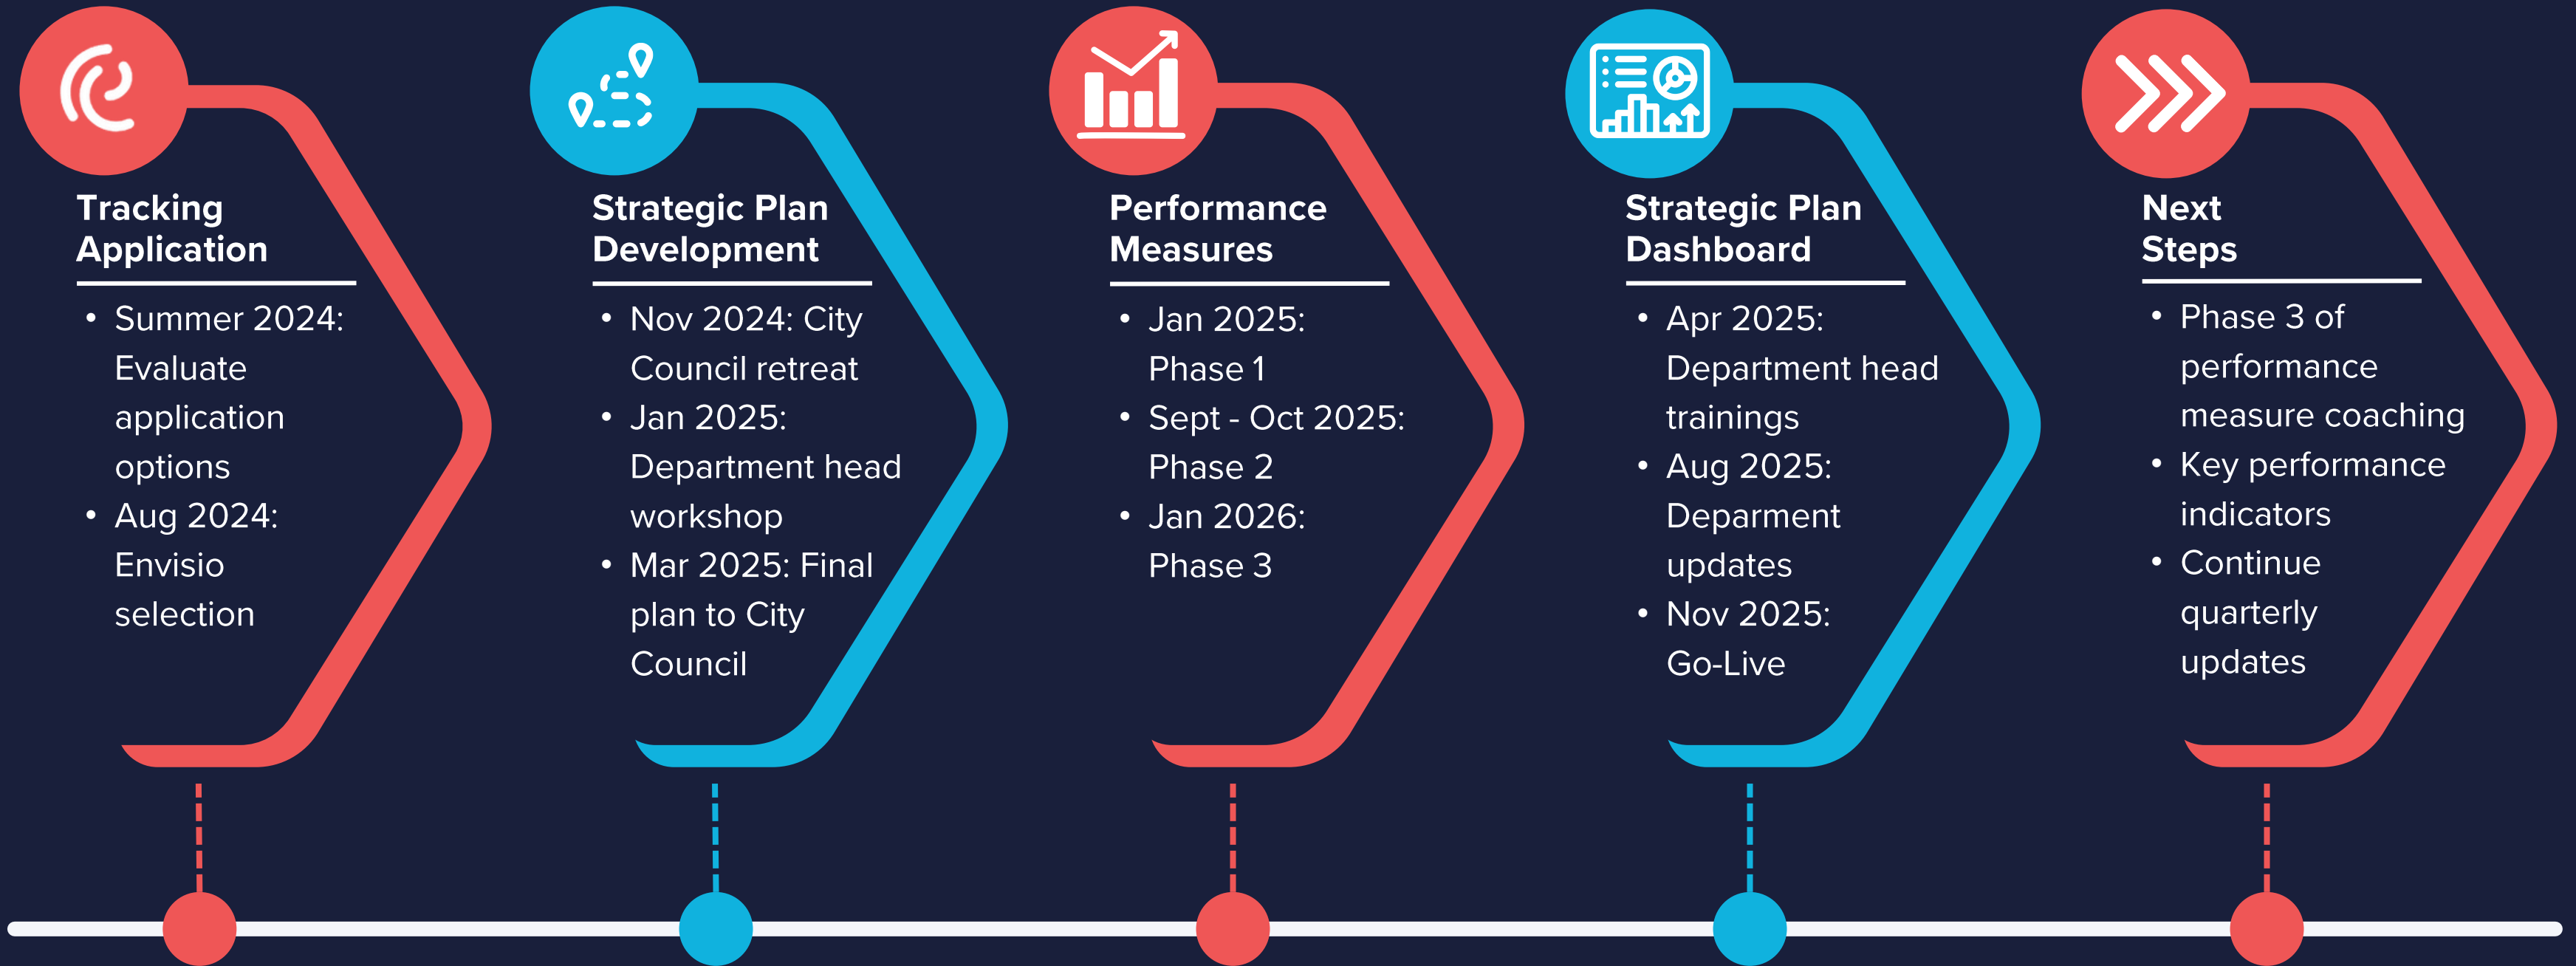 Tracking
Application
• Summer 2024:
Evaluate
application
options
• Aug 2024:
Envisio
selection
Strategic Plan
Development
• Nov 2024: City
Council retreat
• Jan 2025:
Department head
workshop
• Mar 2025: Final
plan to City
Council
Performance
Measures
• Jan 2025:
Phase 1
• Sept - Oct 2025:
Phase 2
• Jan 2026:
Phase 3
Strategic Plan
Dashboard
• Apr 2025:
Department head
trainings
• Aug 2025:
Deparment
updates
• Nov 2025:
Go-Live
Next
Steps
• Phase 3 of
performance
measure coaching
• Key performance
indicators
• Continue
quarterly
updates